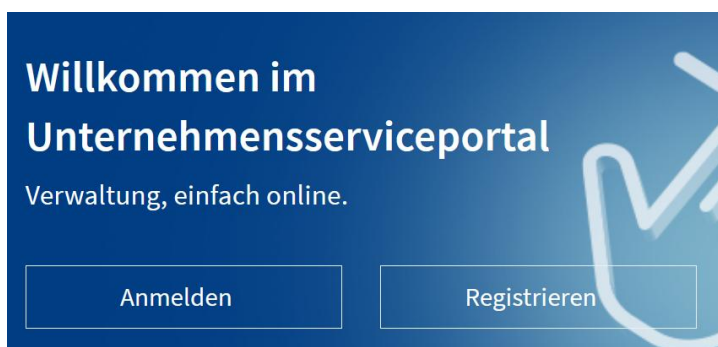 Willkommen im
Unternehmensserviceportal
Verwaltung, einfach online.
Anmelden
Registrieren